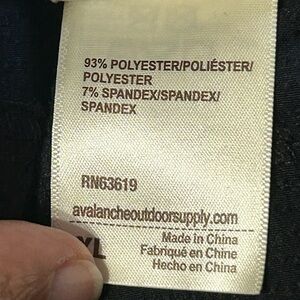 93% POLYESTER/POLIÉSTER/
POLYESTER
7% SPANDEX/SPANDEX/
SPANDEX
RN63619
avalancheoutdoorsupply.com
Made in China
XL Fabriqué en Chine
Hecho en China